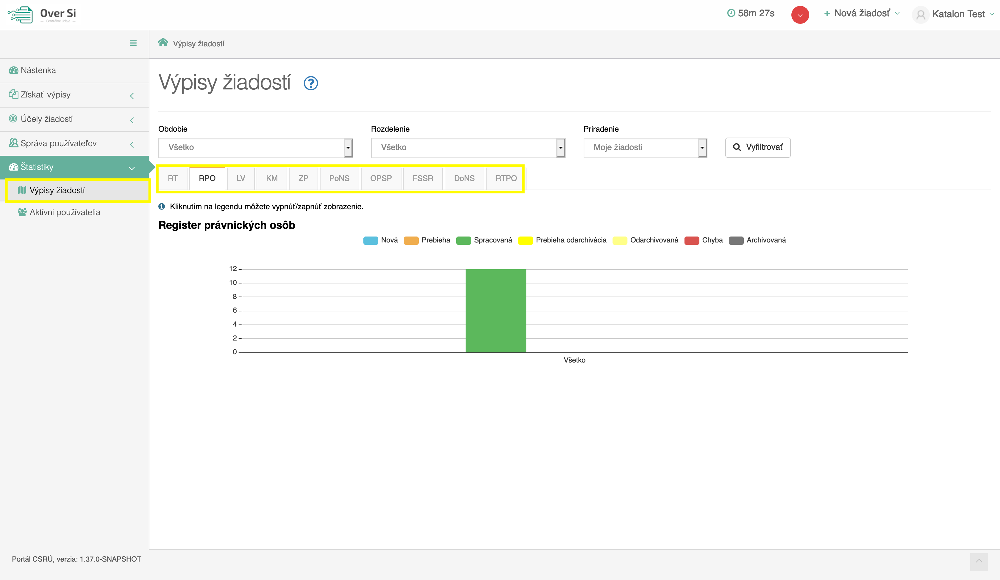 Over Si
Centrálne údaje
58m 27s
Nová žiadosť
Katalon Test
Výpisy žiadostí
Nástenka
Získať výpisy
Účely žiadostí
Správa používateľov
Štatistiky
Výpisy žiadostí
Aktívni používatelia
Výpisy žiadostí
Obdobie Rozdelenie Priradenie
Všetko Všetko Moje žiadosti Vyfiltrovať
RT RPO LV KM ZP PoNS OPSP FSSR DoNS RTPO
Kliknutím na legendu môžete vypnúť/zapnúť zobrazenie.
Register právnických osôb
Nová Prebieha Spracovaná Prebieha odarchivácia Odarchivovaná Chyba Archivovaná
12
10
8
6
4
2
0
Všetko
Portál CSRÚ, verzia: 1.37.0-SNAPSHOT